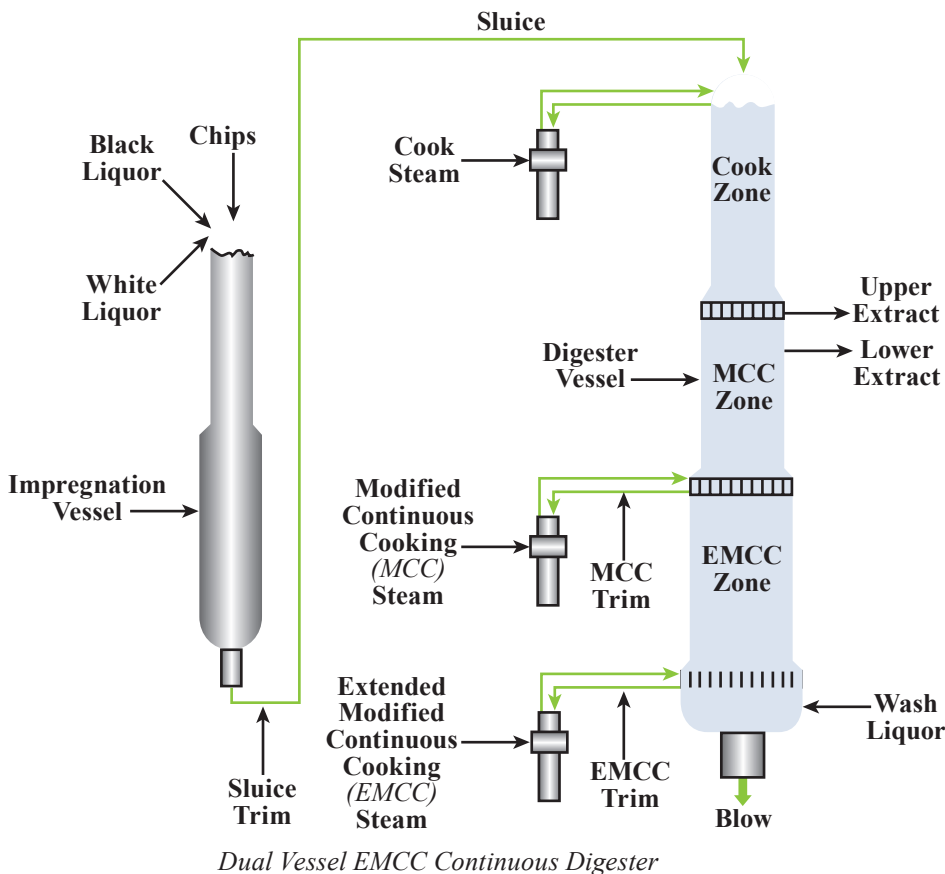 Sluice
Black
Liquor
Chips
White
Liquor
Cook
Steam
Cook
Zone
Upper
Extract
Lower
Extract
Digester
Vessel
MCC
Zone
Impregnation
Vessel
Modified
Continuous
Cooking
(MCC)
Steam
MCC
Trim
EMCC
Zone
Extended
Modified
Continuous
Cooking
(EMCC)
Steam
EMCC
Trim
Wash
Liquor
Sluice
Trim
Blow
Dual Vessel EMCC Continuous Digester